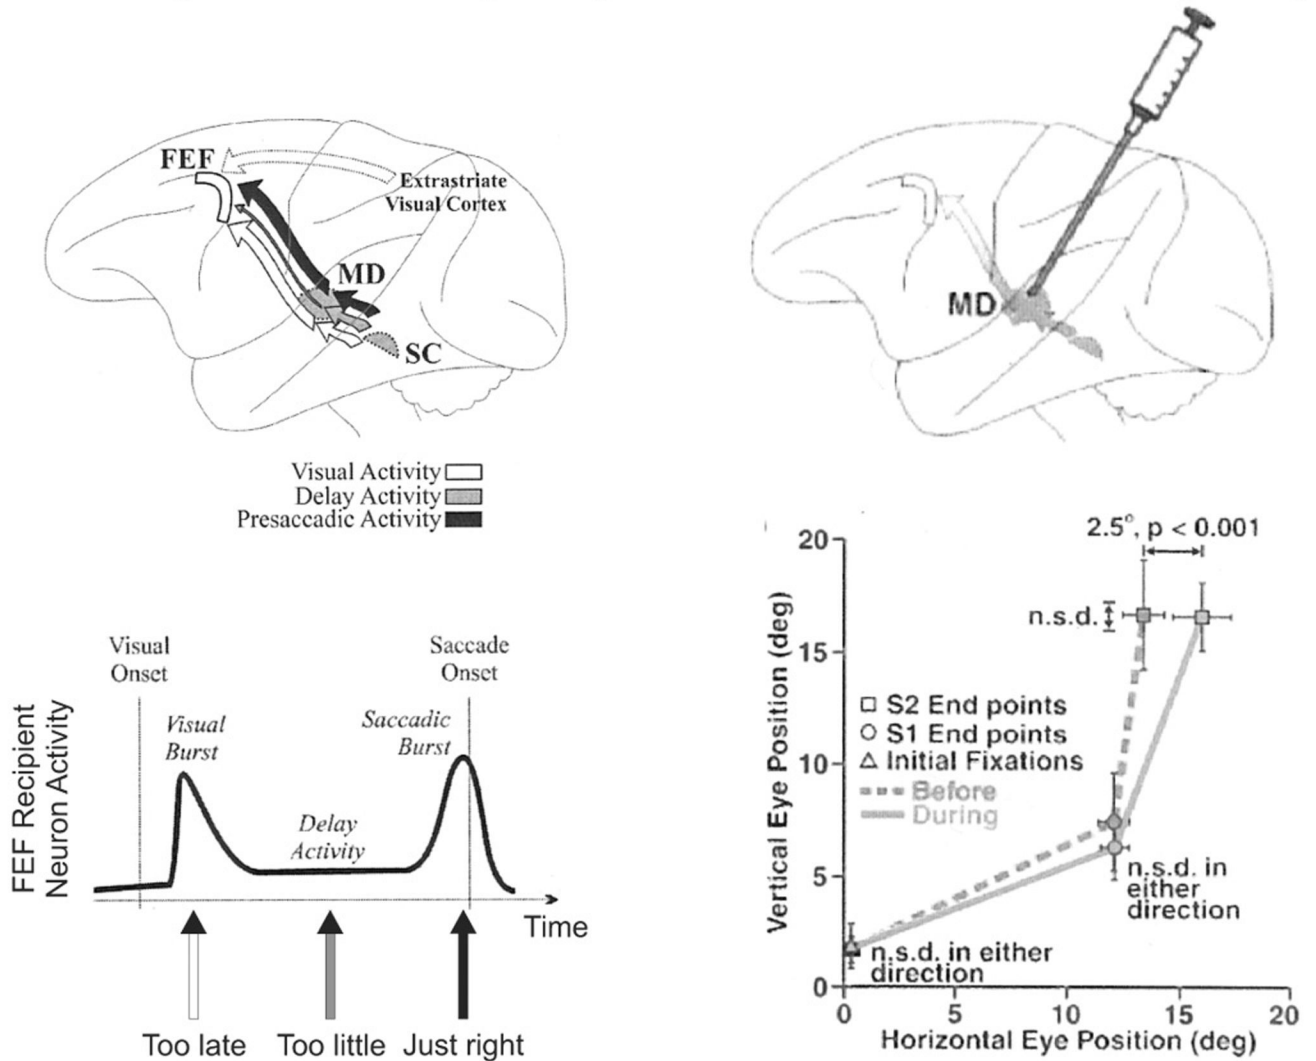 FEF
Extrastriate
Visual Cortex
MD
SC
Visual Activity
Delay Activity
Presaccadic Activity
MD
Visual
Onset
Saccade
Onset
Visual
Burst
Saccadic
Burst
Delay
Activity
FEF Recipient
Neuron Activity
Time
Too late
Too little
Just right
2.5°, p < 0.001
n.s.d.
S2 End points
S1 End points
Initial Fixations
Before
During
n.s.d. in
either
direction
n.s.d. in either
direction
Vertical Eye Position (deg)
20
15
10
5
0
0 5 10 15 20
Horizontal Eye Position (deg)